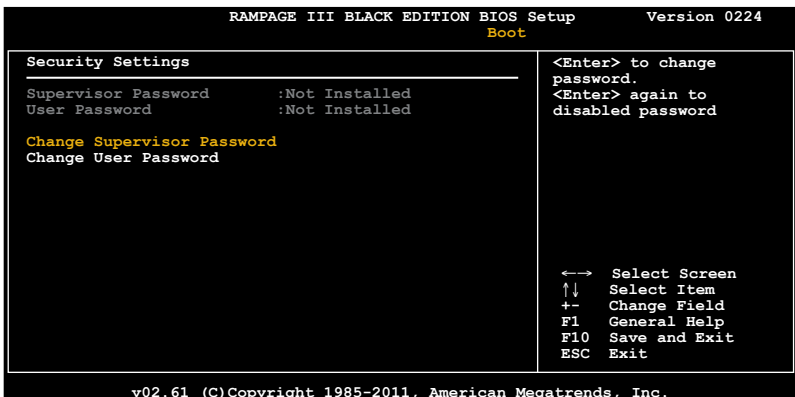 RAMPAGE III BLACK EDITION BIOS Setup Version 0224
Boot
Security Settings
Supervisor Password :Not Installed
User Password :Not Installed
Change Supervisor Password
Change User Password
<Enter> to change
password.
<Enter> again to
disabled password
←→ Select Screen
↑↓ Select Item
+- Change Field
F1 General Help
F10 Save and Exit
ESC Exit
v02.61 (C)Copyright 1985-2011, American Megatrends, Inc.